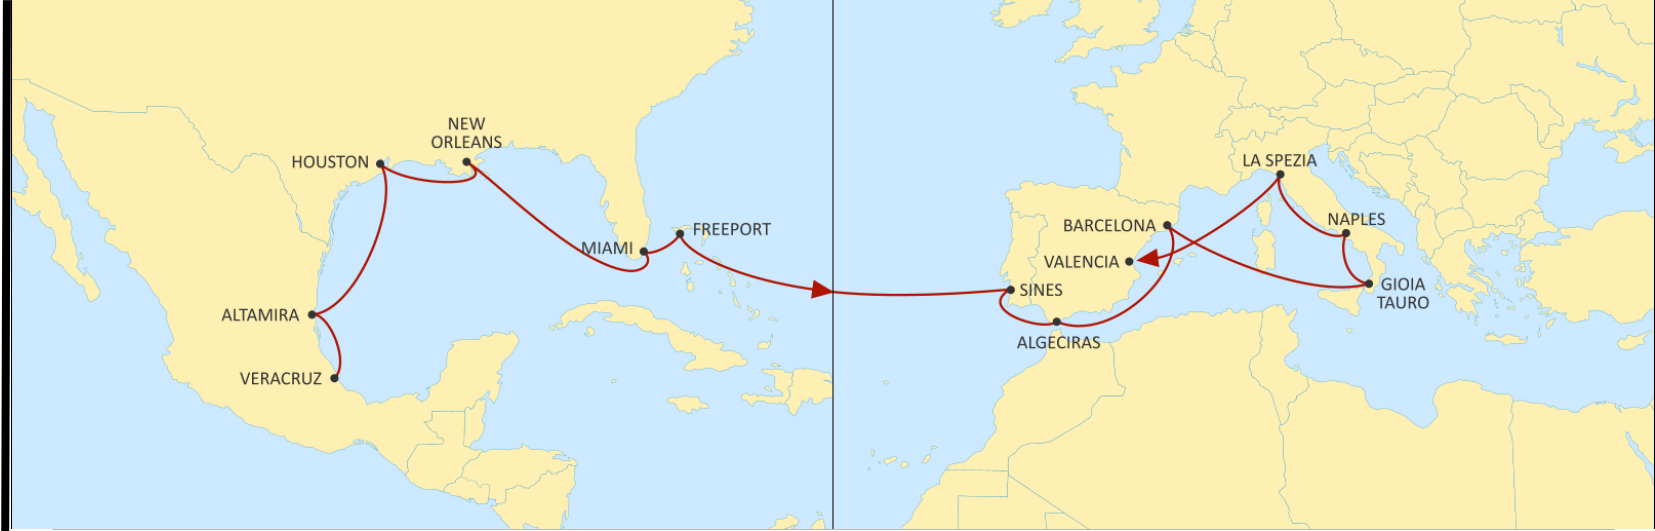 NEW
ORLEANS
HOUSTON
FREEPORT
MIAMI
ALTAMIRA
VERACRUZ
LA SPEZIA
NAPLES
BARCELONA
VALENCIA
SINES
GIOIA
TAURO
ALGECIRAS